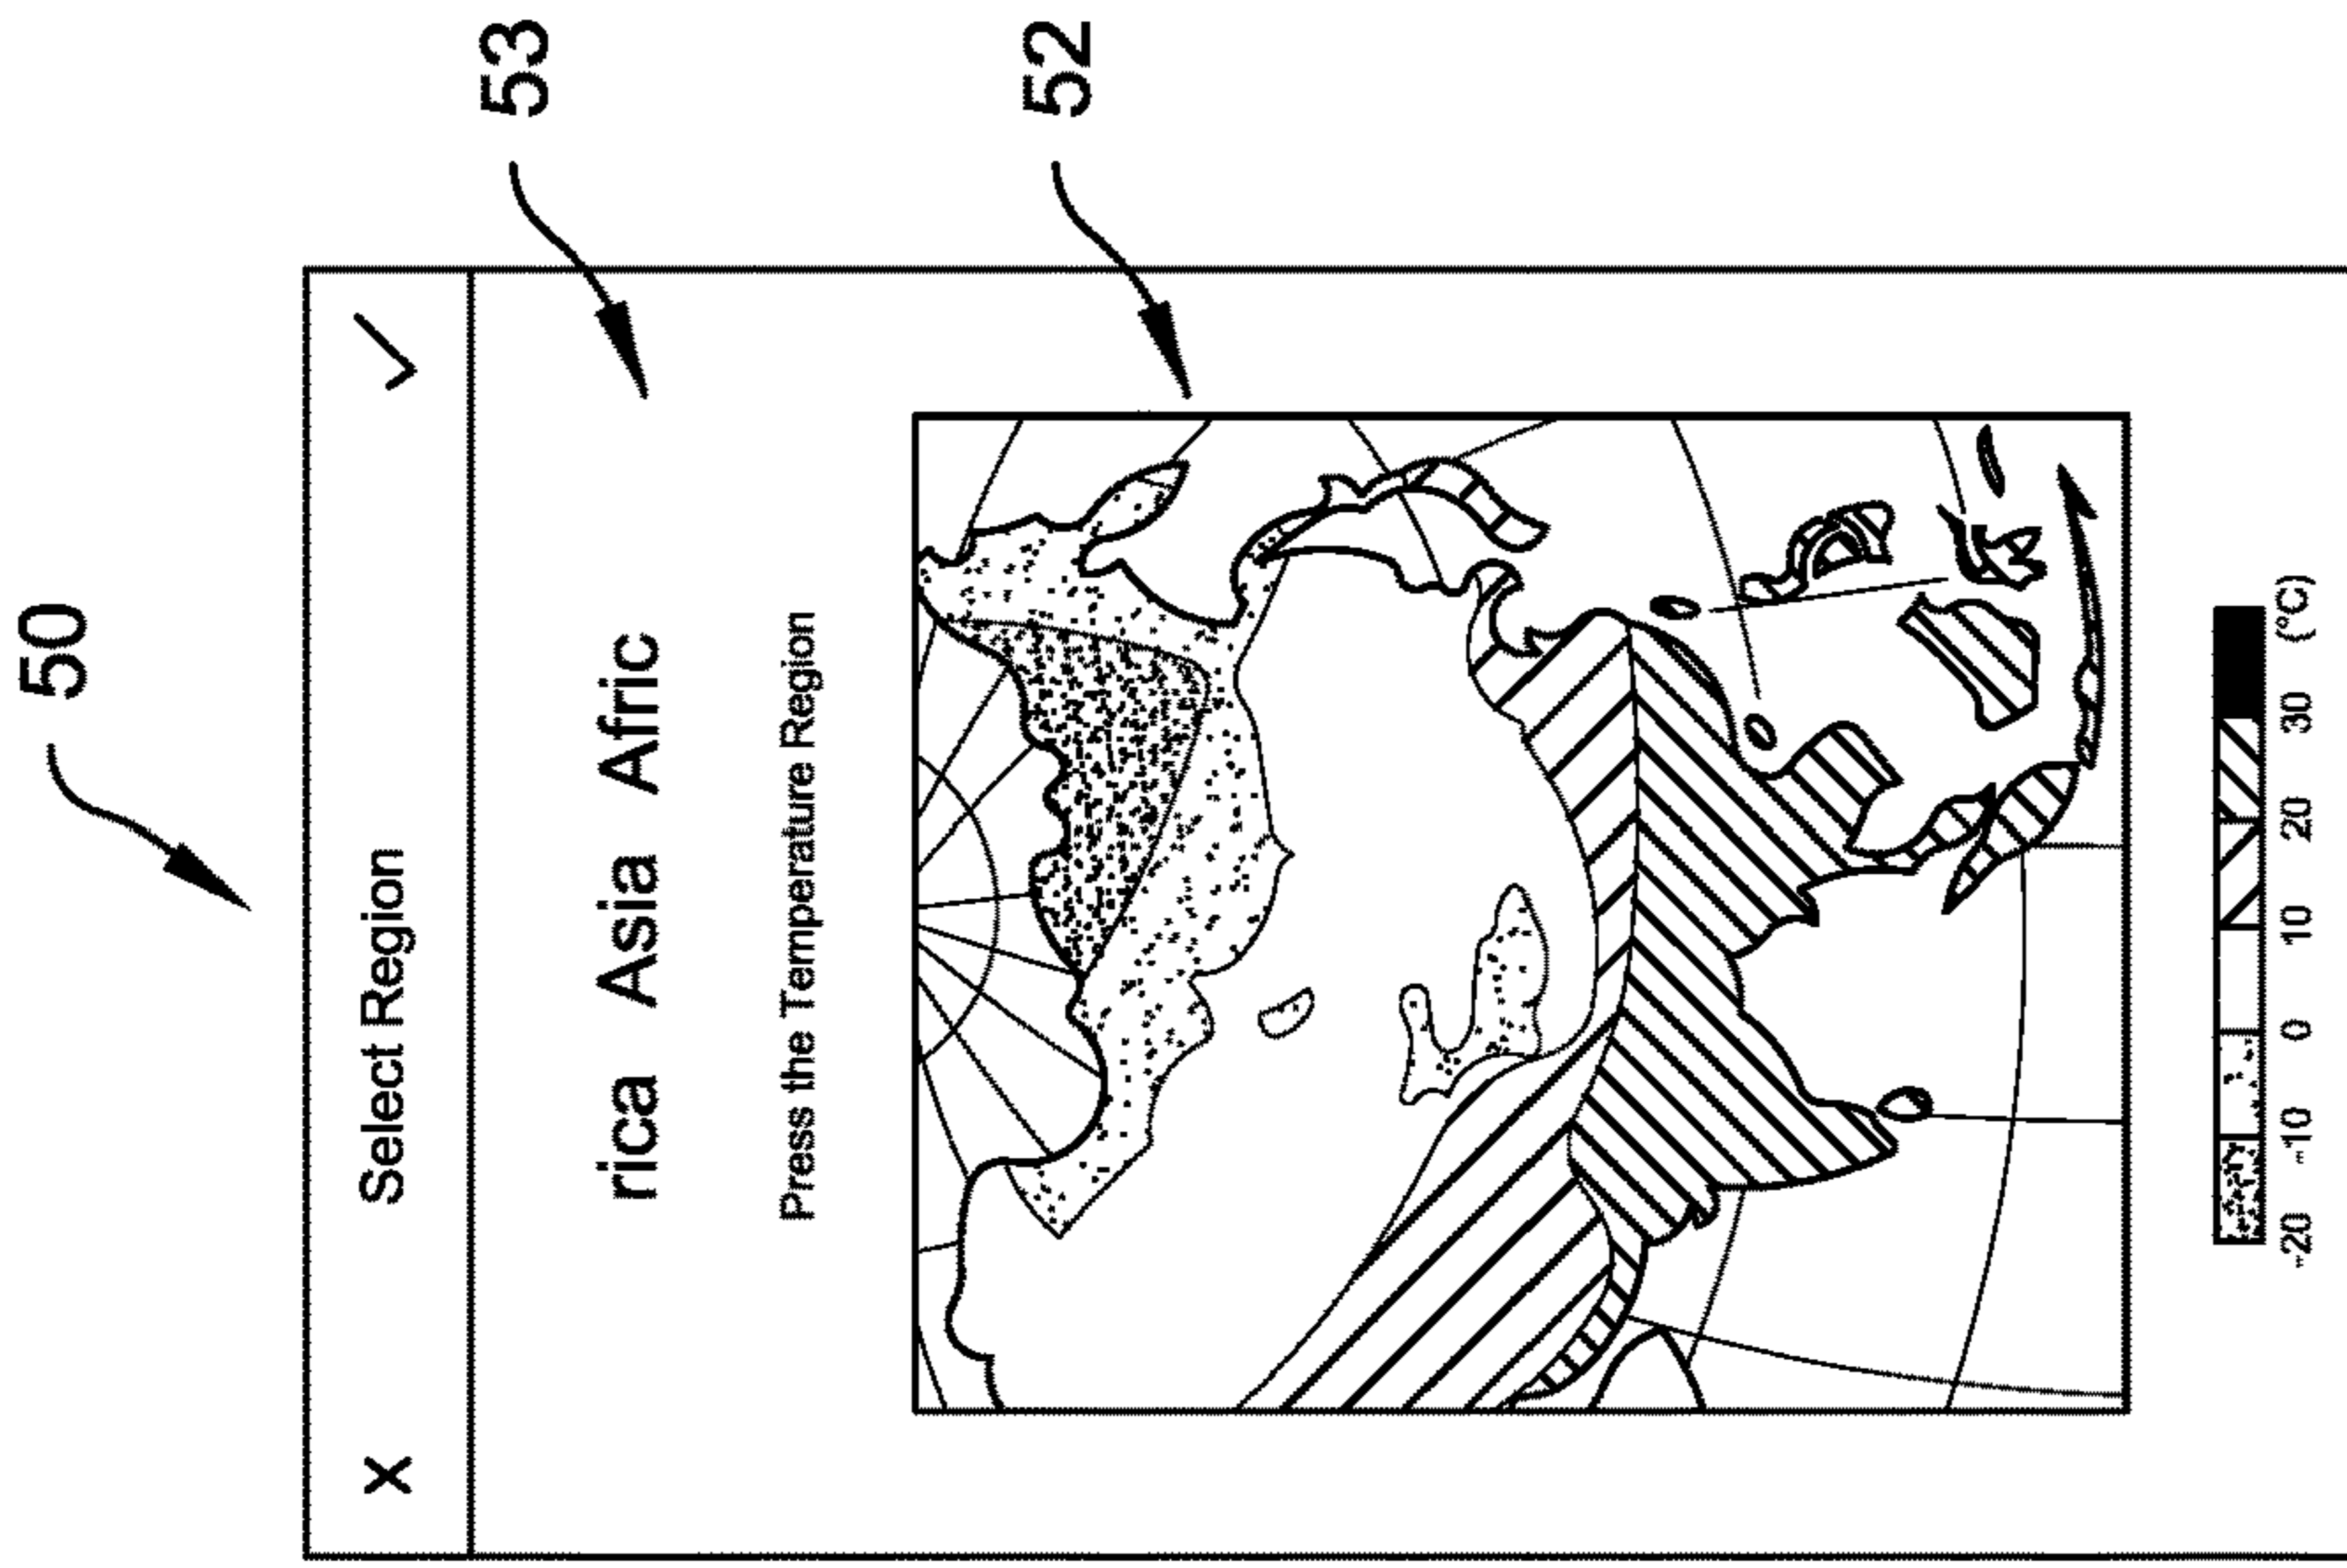 50
X Select Region ✓
53
rica Asia Afric
Press the Temperature Region
52
-20 -10 0 10 20 30 (°C)